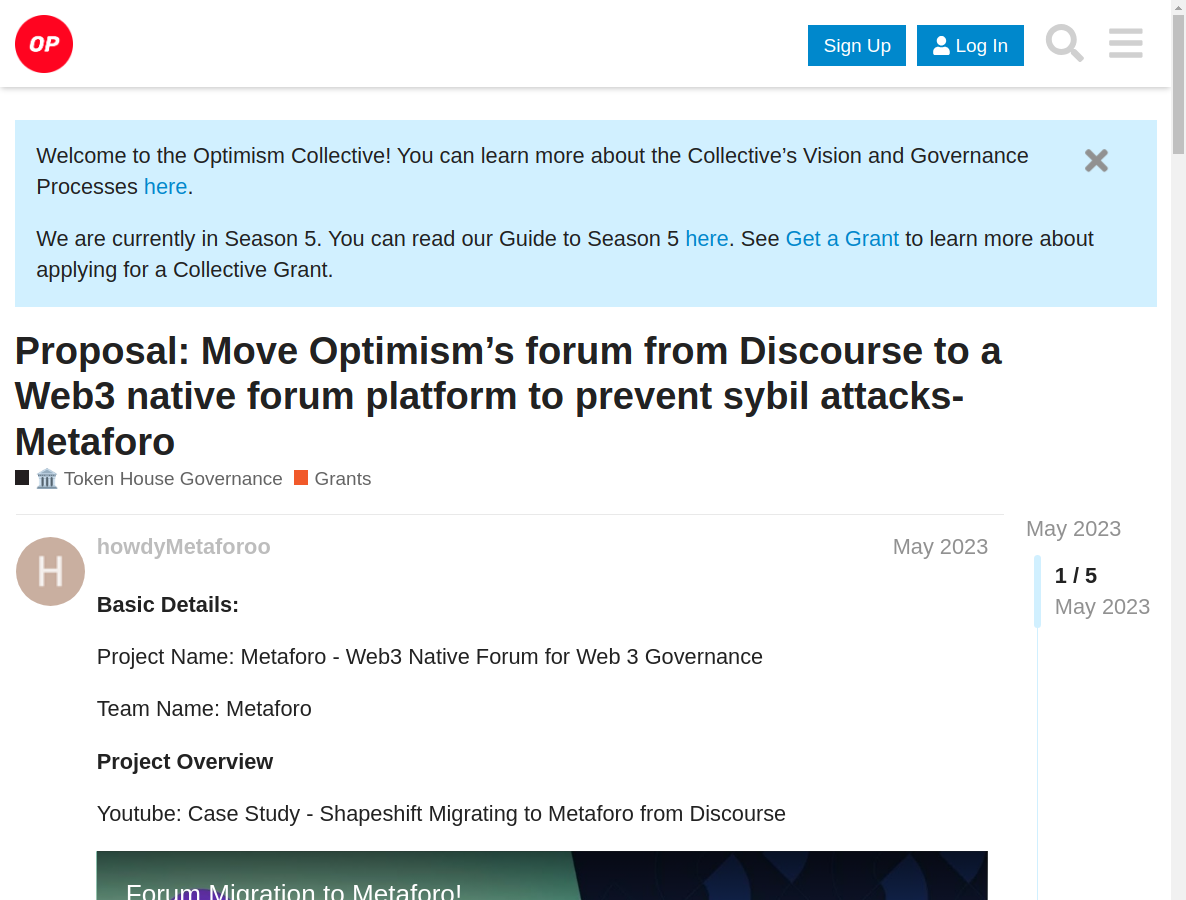 OP
Sign Up
Log In
Welcome to the Optimism Collective! You can learn more about the Collective’s Vision and Governance
Processes here.
We are currently in Season 5. You can read our Guide to Season 5 here. See Get a Grant to learn more about
applying for a Collective Grant.
Proposal: Move Optimism’s forum from Discourse to a
Web3 native forum platform to prevent sybil attacks-
Metaforo
🏛️ Token House Governance Grants
May 2023
H
howdyMetaforoo May 2023
1 / 5
May 2023
Basic Details:
Project Name: Metaforo - Web3 Native Forum for Web 3 Governance
Team Name: Metaforo
Project Overview
Youtube: Case Study - Shapeshift Migrating to Metaforo from Discourse
Forum Migration to Metaforo!